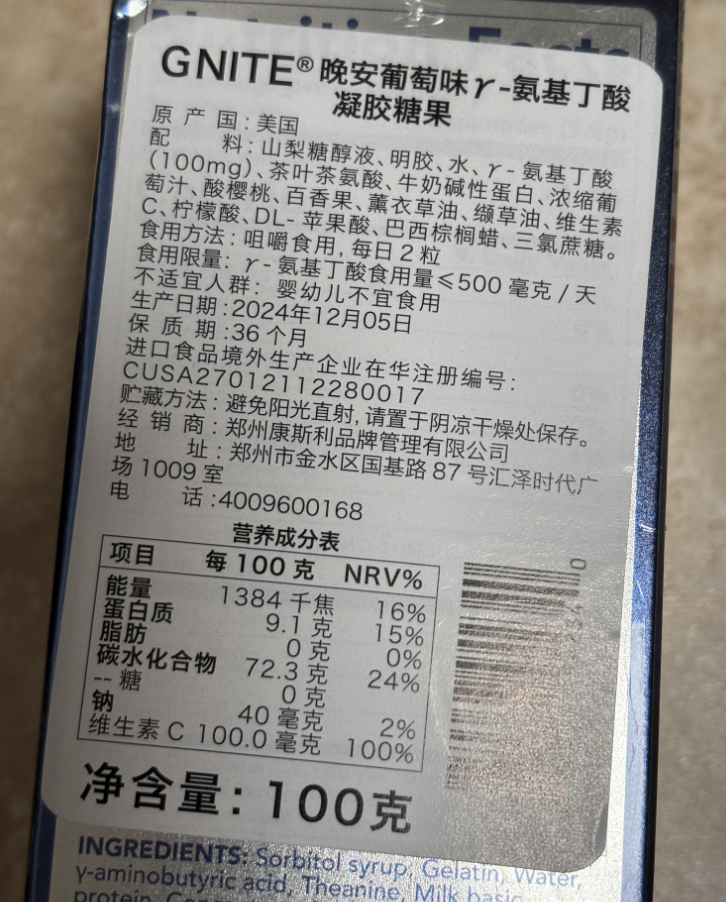 Nutrition Facts
GNITE® 晚安葡萄味r-氨基丁酸
凝胶糖果
原产国:美国
配料:山梨糖醇液、明胶、水、r-氨基丁酸
(100mg)、茶叶茶氨酸、牛奶碱性蛋白、浓缩葡
萄汁、酸樱桃、百香果、薰衣草油、缬草油、维生素
C、柠檬酸、DL-苹果酸、巴西棕榈蜡、三氯蔗糖。
食用方法:咀嚼食用,每日2粒
食用限量:r-氨基丁酸食用量≤500毫克/天
不适宜人群:婴幼儿不宜食用
生产日期:2024年12月05日
保质期:36个月
进口食品境外生产企业在华注册编号:
CUSA27012112280017
贮藏方法:避免阳光直射,请置于阴凉干燥处保存。
经销商:郑州康斯利品牌管理有限公司
地址:郑州市金水区国基路87号汇泽时代广
场1009室
电话:4009600168
营养成分表
项目 每100克 NRV%
能量 1384千焦 16%
蛋白质 9.1克 15%
脂肪 0克 0%
碳水化合物 72.3克 24%
--糖 0克
钠 40毫克 2%
维生素C 100.0毫克 100%
净含量:100克
INGREDIENTS: Sorbitol syrup, Gelatin, Water,
γ-aminobutyric acid, Theanine, Milk basic
protein,